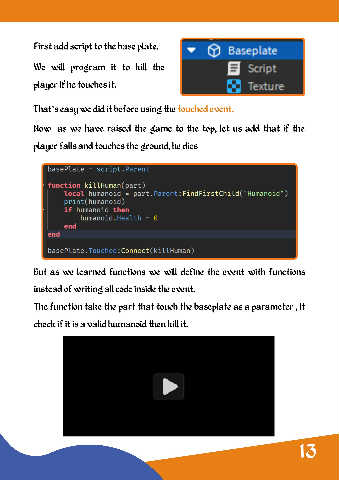 First add script to the base plate.
We will program it to kill the
player if he touches it.
Baseplate
Script
Texture
That's easy we did it before using the touched event.
Now as we have raised the game to the top, let us add that if the
player falls and touches the ground, he dies
basePlate = script.Parent
function killHuman(part)
local humanoid = part.Parent:FindFirstChild("Humanoid")
print(humanoid)
if humanoid then
humanoid.Health = 0
end
end
basePlate.Touched:Connect(killHuman)
But as we learned functions we will define the event with functions
instead of writing all code inside the event.
The function take the part that touch the baseplate as a parameter , it
check if it is a valid humanoid then kill it.
13